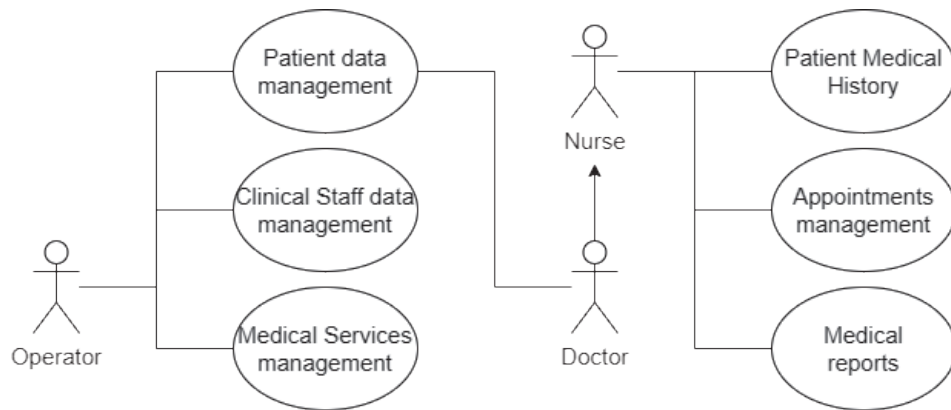 Patient data
management
Nurse
Patient Medical
History
Clinical Staff data
management
Appointments
management
Operator
Medical Services
management
Doctor
Medical
reports